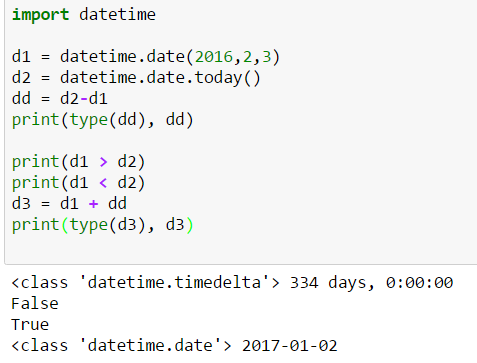 import datetime
d1 = datetime.date(2016,2,3)
d2 = datetime.date.today()
dd = d2-d1
print(type(dd), dd)
print(d1 > d2)
print(d1 < d2)
d3 = d1 + dd
print(type(d3), d3)
<class 'datetime.timedelta'> 334 days, 0:00:00
False
True
<class 'datetime.date'> 2017-01-02